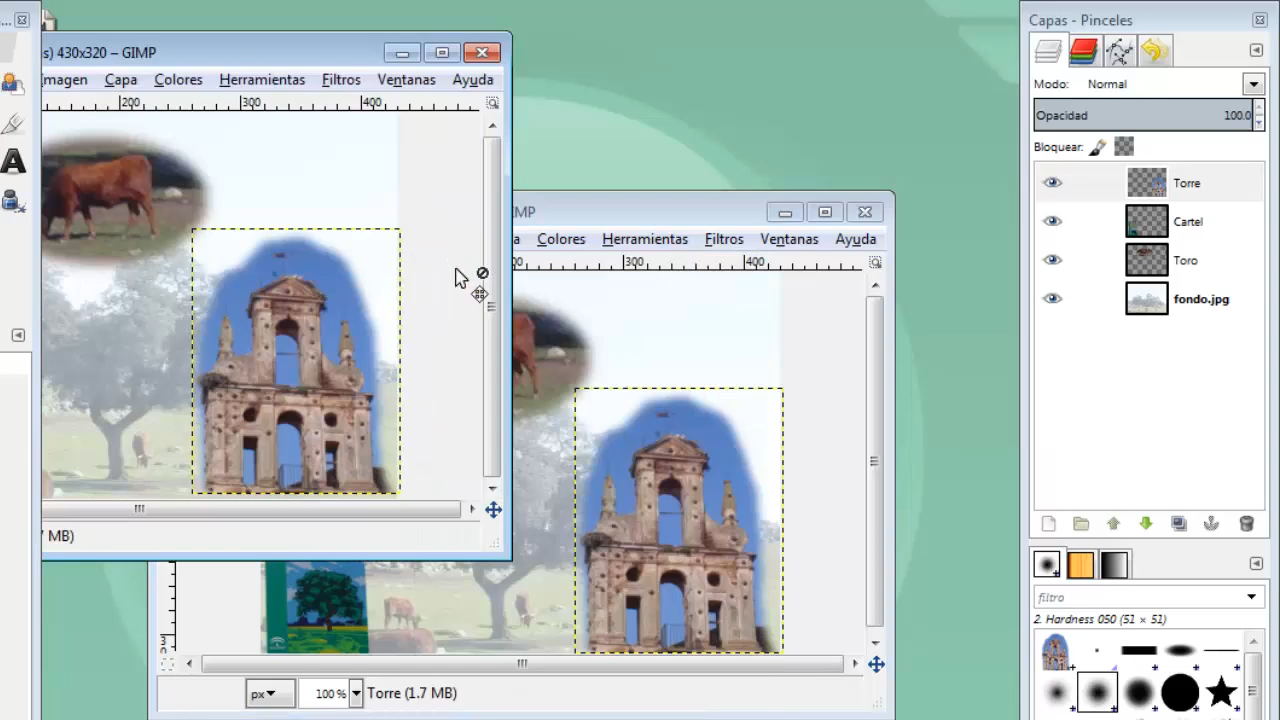 ...
s) 430x320 – GIMP
magen Capa Colores Herramientas Filtros Ventanas Ayuda
200 300 400
MB)
IMP
a Colores Herramientas Filtros Ventanas Ayuda
300 400
px 100 % Torre (1.7 MB)
Capas - Pinceles
Modo: Normal
Opacidad 100.0
Bloquear:
Torre
Cartel
Toro
fondo.jpg
filtro
2. Hardness 050 (51 × 51)